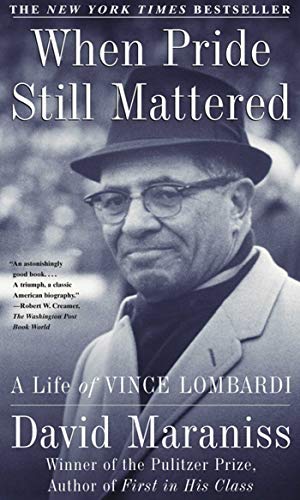 THE NEW YORK TIMES BESTSELLER
When Pride
Still Mattered
"An astonishingly
good book. . . .
A triumph, a classic
American biography."
—Robert W. Creamer,
The Washington Post
Book World
A Life of VINCE LOMBARDI
David Maraniss
Winner of the Pulitzer Prize,
Author of First in His Class